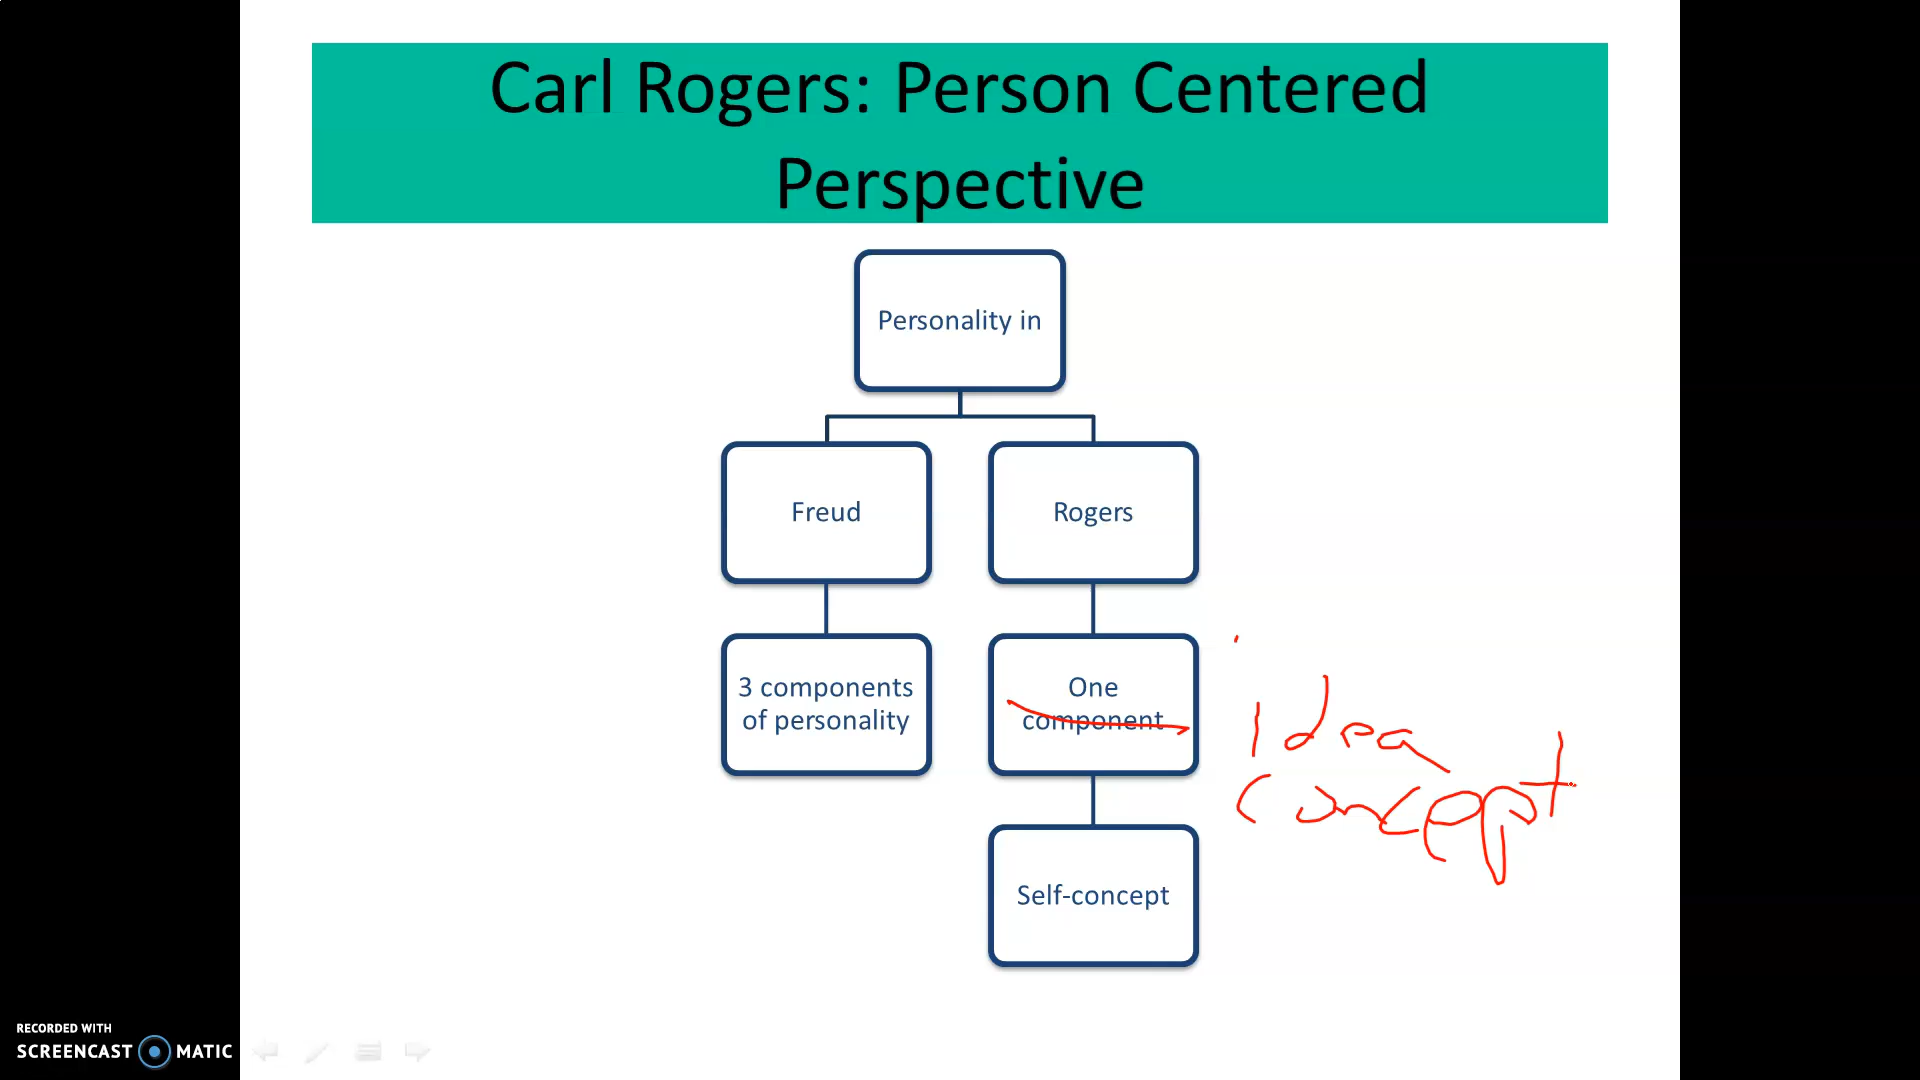 Carl Rogers: Person Centered
Perspective
Personality in
Freud
Rogers
3 components
of personality
One
component
idea
concept
Self-concept
RECORDED WITH
SCREENCAST MATIC